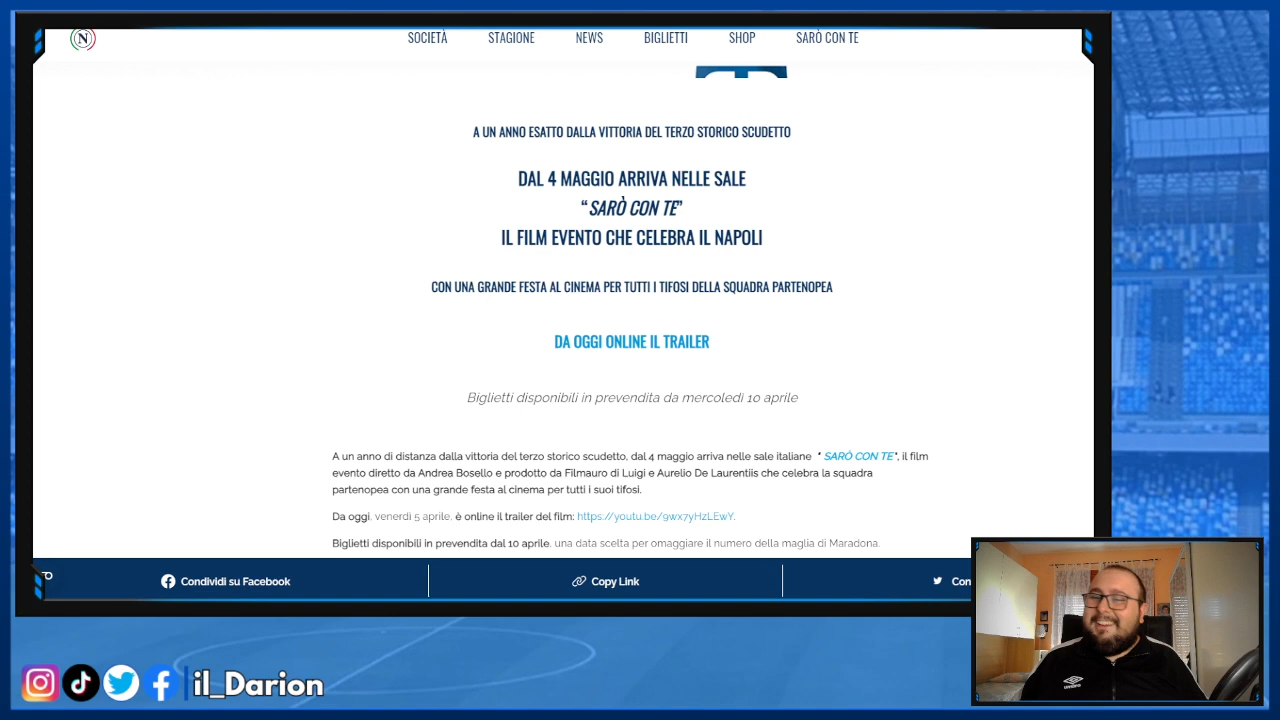 N
SOCIETÀ STAGIONE NEWS BIGLIETTI SHOP SARÒ CON TE
A UN ANNO ESATTO DALLA VITTORIA DEL TERZO STORICO SCUDETTO
DAL 4 MAGGIO ARRIVA NELLE SALE
“SARÒ CON TE”
IL FILM EVENTO CHE CELEBRA IL NAPOLI
CON UNA GRANDE FESTA AL CINEMA PER TUTTI I TIFOSI DELLA SQUADRA PARTENOPEA
DA OGGI ONLINE IL TRAILER
Biglietti disponibili in prevendita da mercoledì 10 aprile
A un anno di distanza dalla vittoria del terzo storico scudetto, dal 4 maggio arriva nelle sale italiane “ SARÒ CON TE”, il film
evento diretto da Andrea Bosello e prodotto da Filmauro di Luigi e Aurelio De Laurentiis che celebra la squadra
partenopea con una grande festa al cinema per tutti i suoi tifosi.
Da oggi, venerdì 5 aprile, è online il trailer del film: https://youtu.be/9wx7yHzLEwY.
Biglietti disponibili in prevendita dal 10 aprile, una data scelta per omaggiare il numero della maglia di Maradona.
TO Condividi su Facebook Copy Link Con
umbro
il_Darion